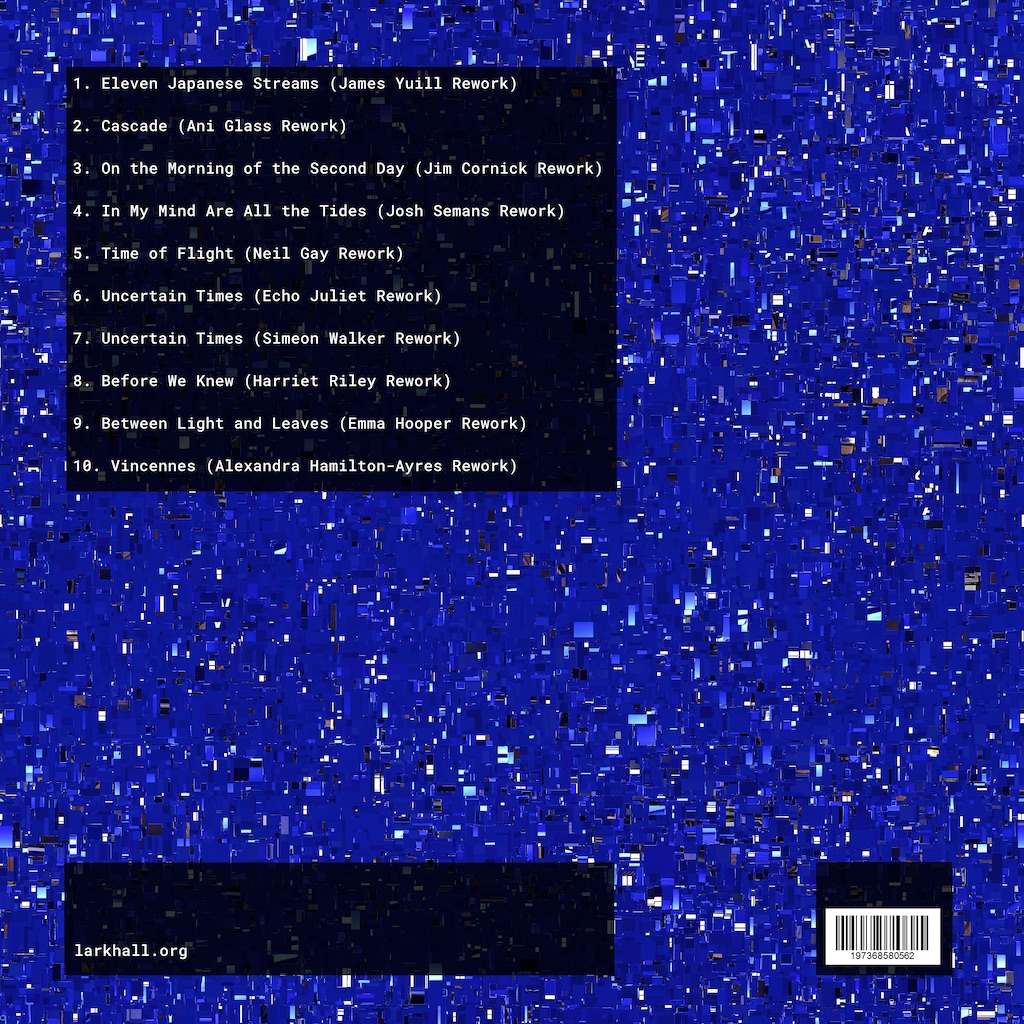 1. Eleven Japanese Streams (James Yuill Rework)
2. Cascade (Ani Glass Rework)
3. On the Morning of the Second Day (Jim Cornick Rework)
4. In My Mind Are All the Tides (Josh Semans Rework)
5. Time of Flight (Neil Gay Rework)
6. Uncertain Times (Echo Juliet Rework)
7. Uncertain Times (Simeon Walker Rework)
8. Before We Knew (Harriet Riley Rework)
9. Between Light and Leaves (Emma Hooper Rework)
10. Vincennes (Alexandra Hamilton-Ayres Rework)
larkhall.org
197368580562